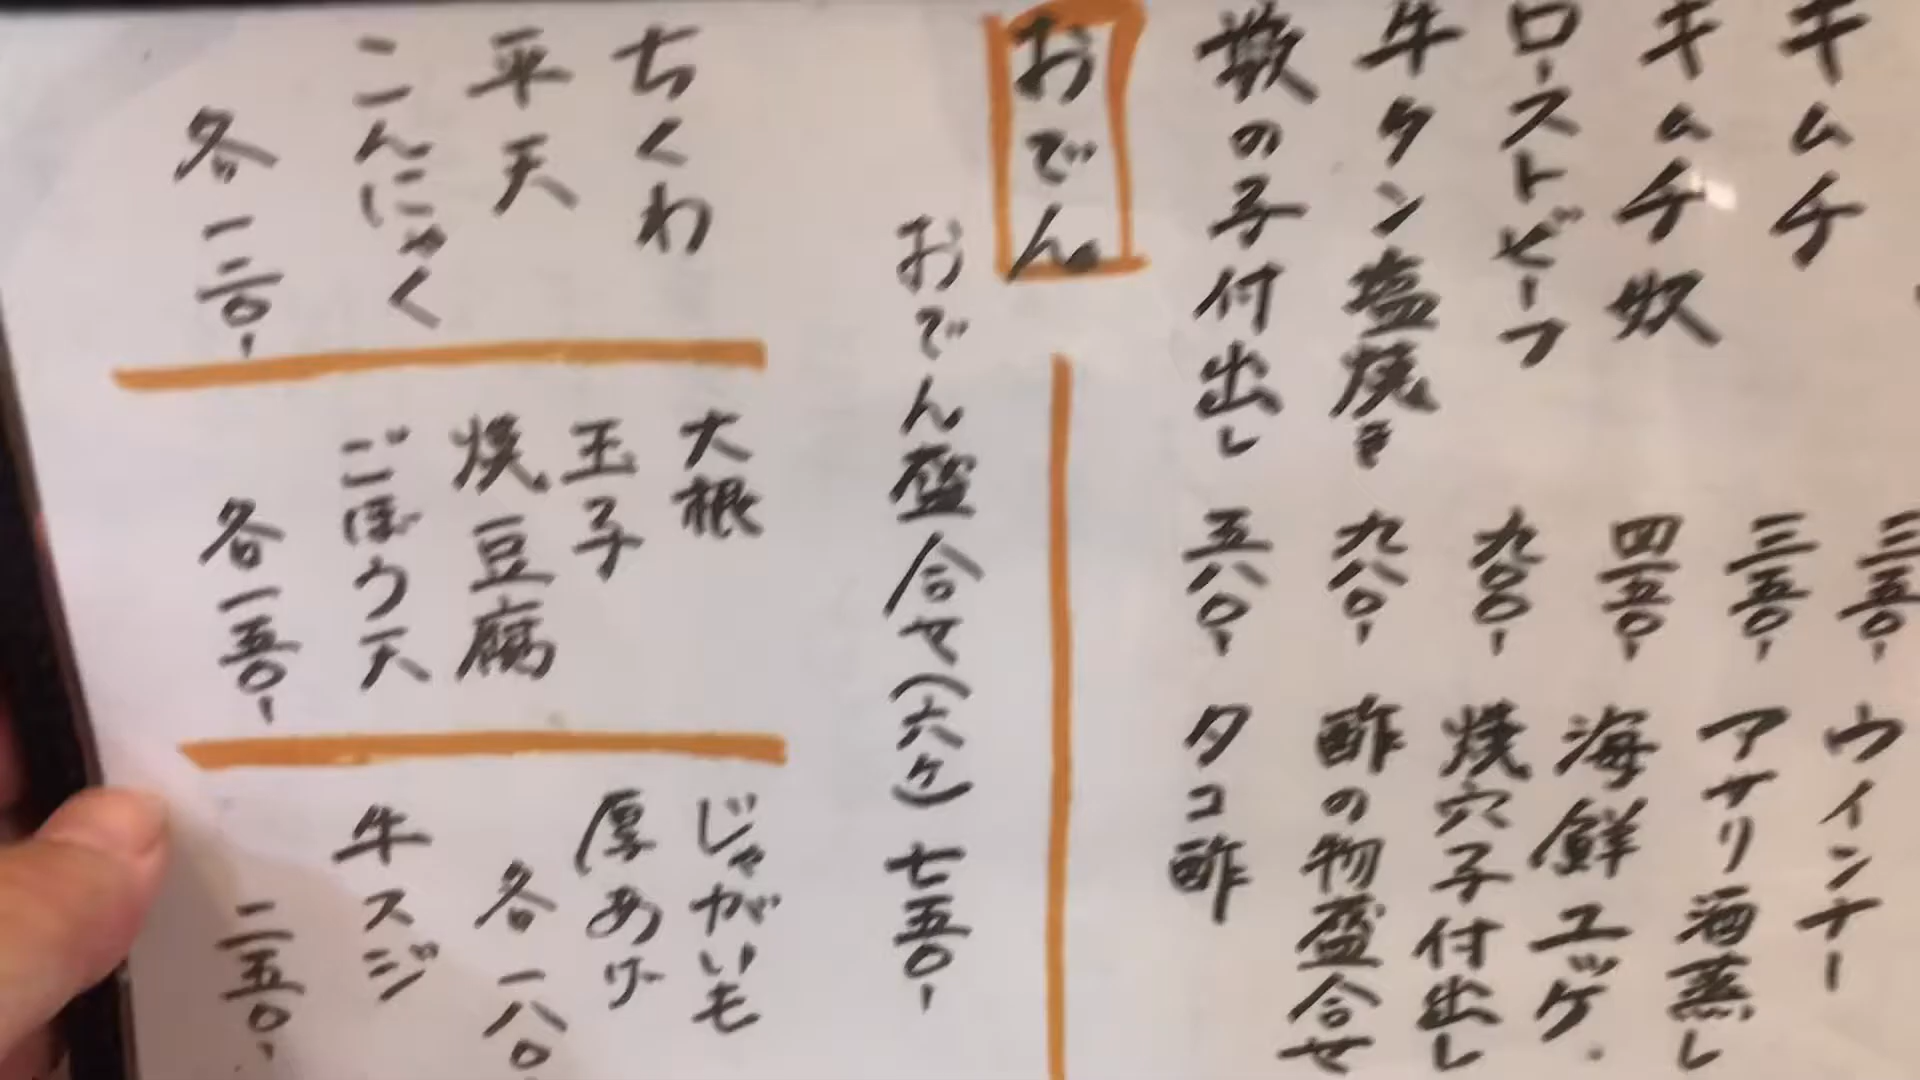 三五〇-
ウインナー
キムチ
三五〇-
アサリ酒蒸し
キムチ奴
四五〇-
海鮮ユッケ
ローストビーフ
九〇〇-
焼穴子付出し
牛タン塩焼き
九八〇-
酢の物盛合せ
数の子付出し
五八〇-
タコ酢
おでん
おでん盛合せ(六ケ)七五〇-
ちくわ
平天
こんにゃく
各一三〇-
大根
玉子
焼豆腐
ごぼう天
各一五〇-
じゃがいも
厚あげ
各一八〇-
牛スジ
二五〇-